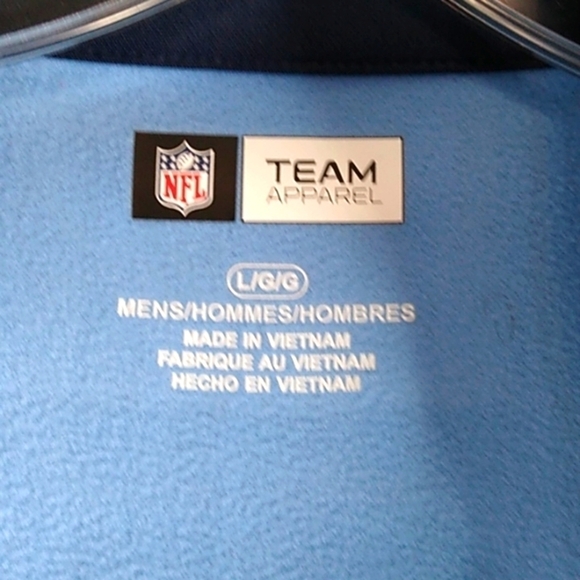 NFL
TEAM
APPAREL
L/G/G
MENS/HOMMES/HOMBRES
MADE IN VIETNAM
FABRIQUE AU VIETNAM
HECHO EN VIETNAM